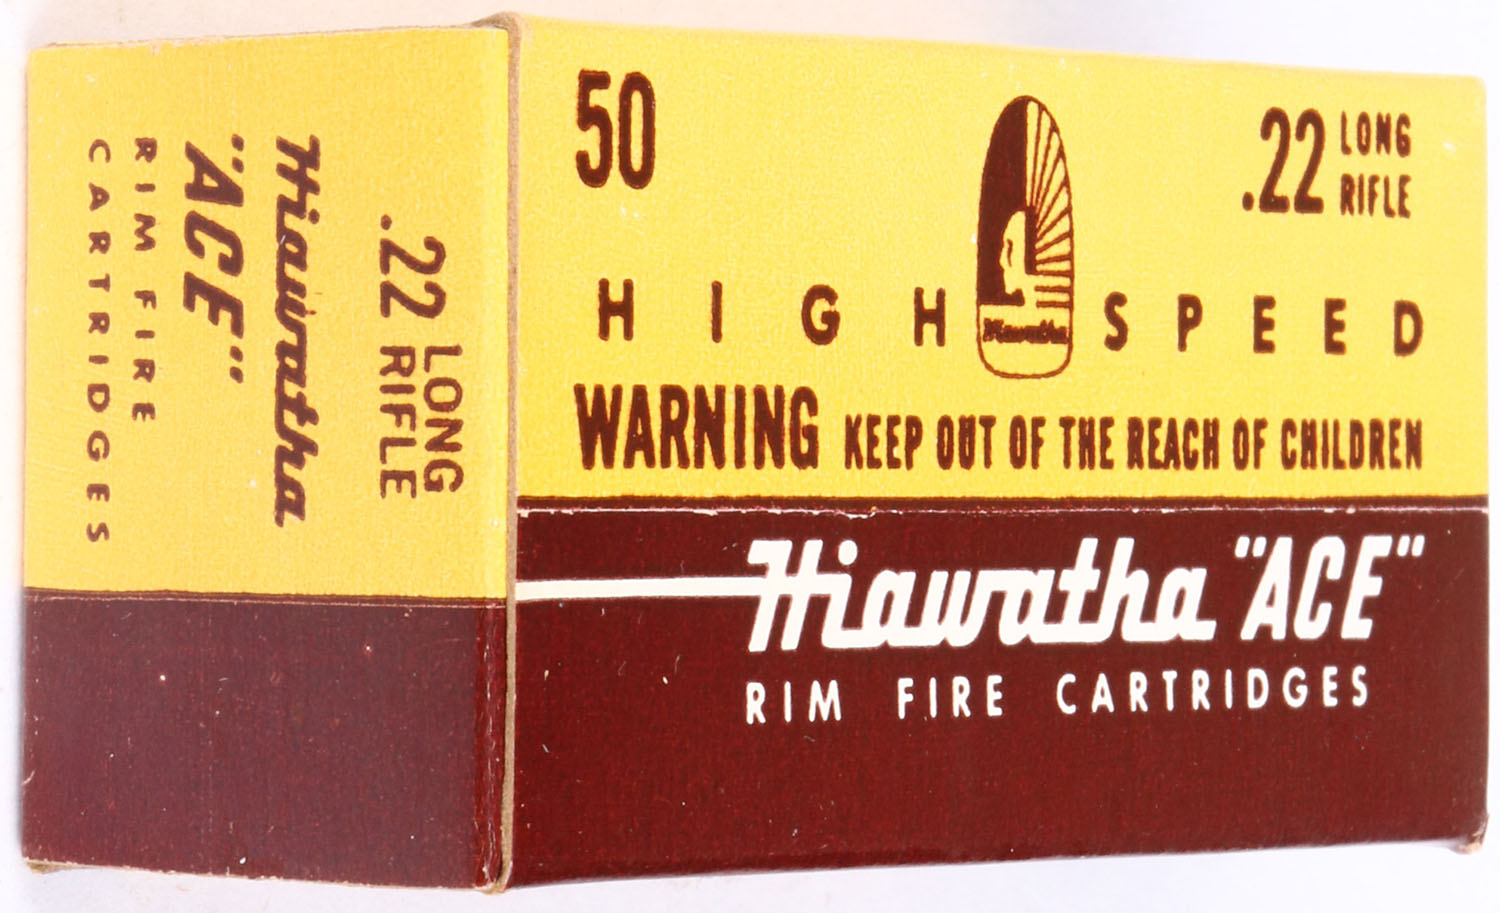 50
.22 LONG
RIFLE
HIGH SPEED
Hiawatha
WARNING KEEP OUT OF THE REACH OF CHILDREN
Hiawatha "ACE"
RIM FIRE CARTRIDGES
.22 LONG
RIFLE
Hiawatha
"ACE"
RIM FIRE
CARTRIDGES